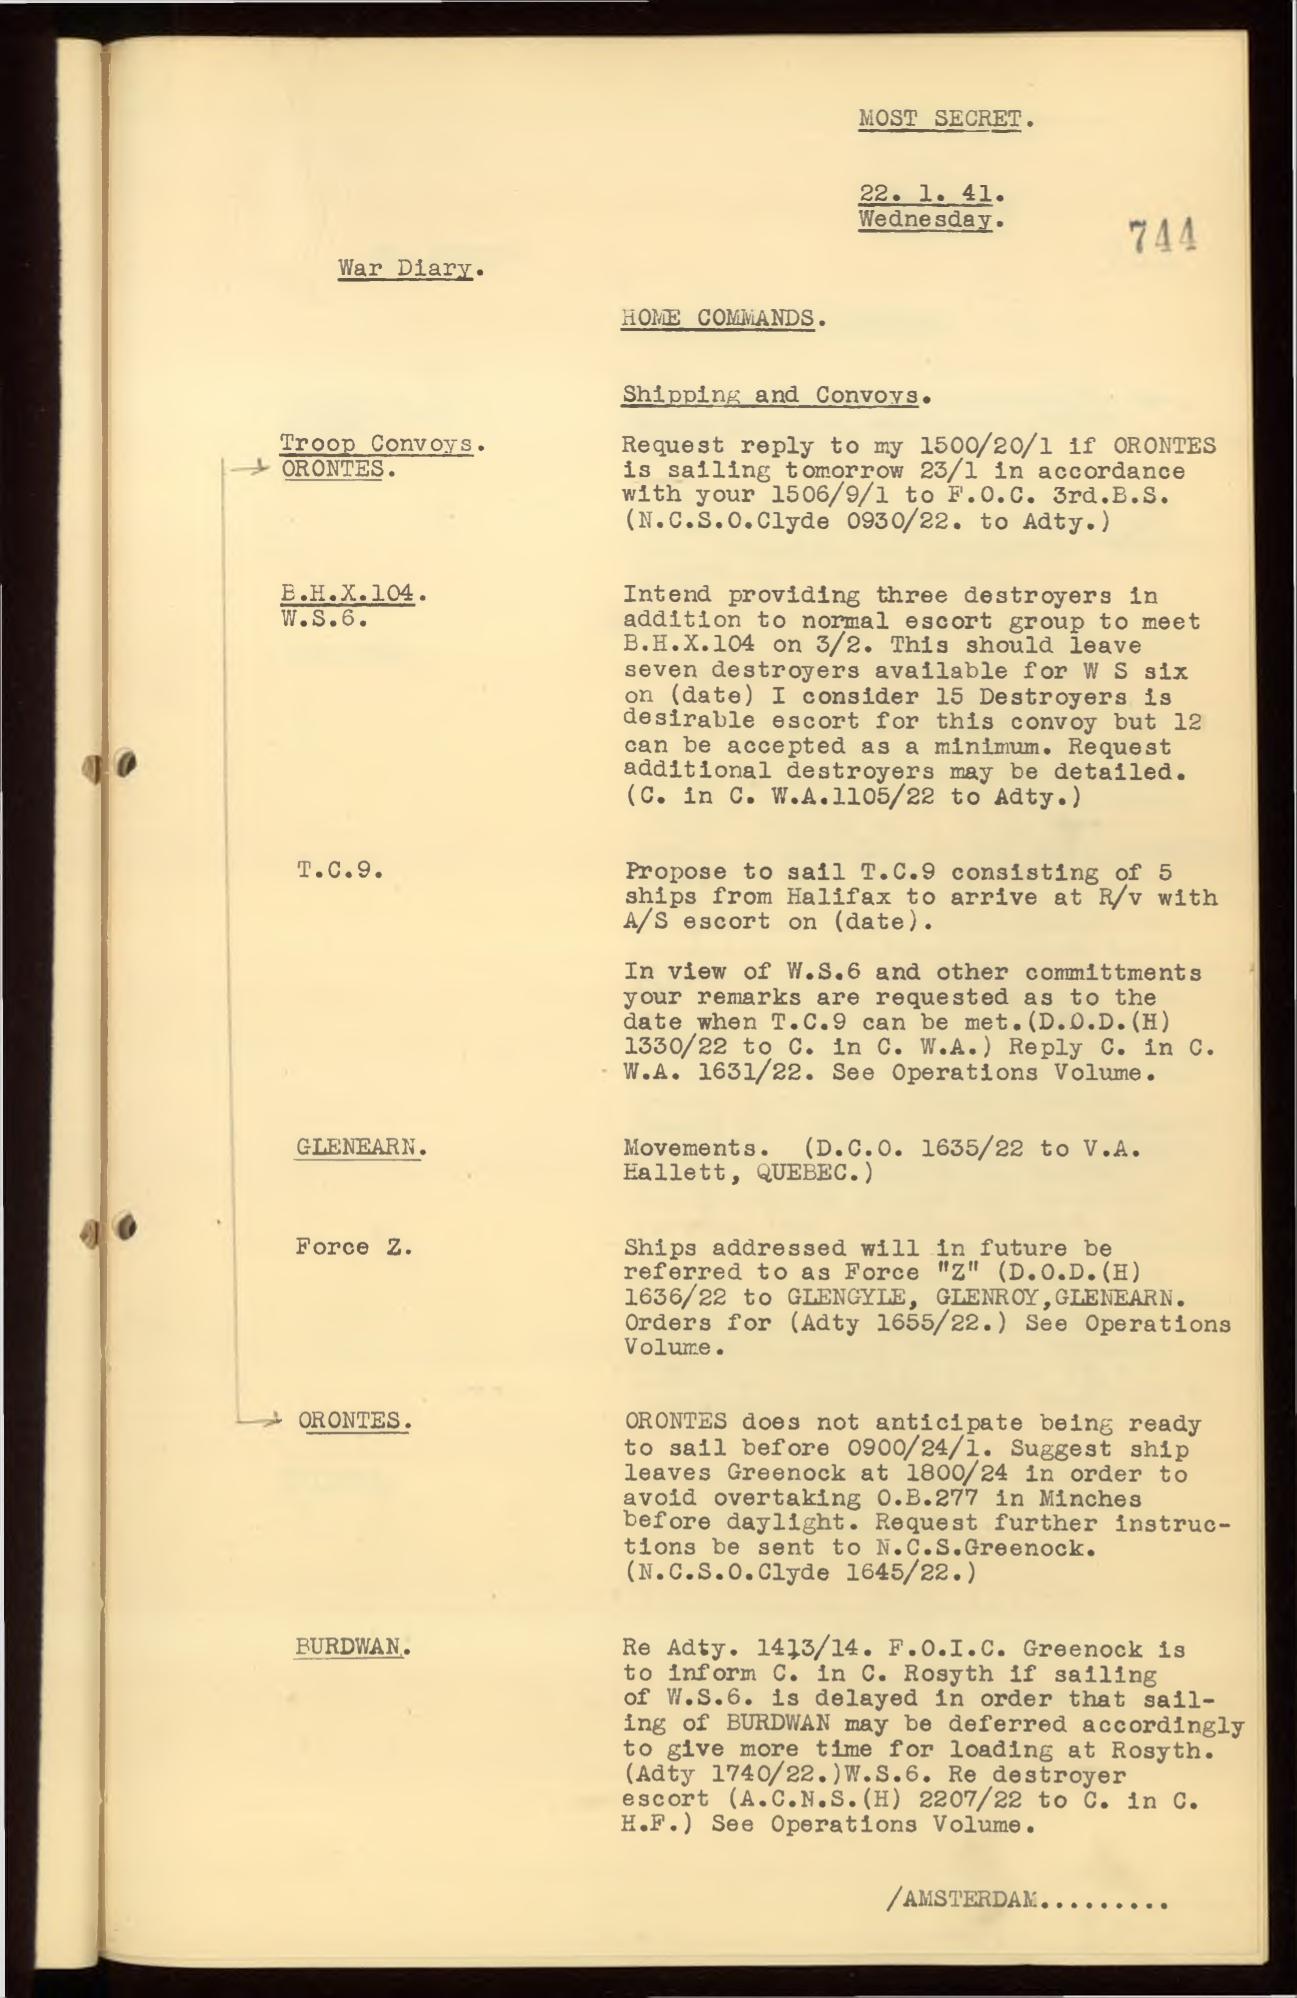 MOST SECRET.
22. 1. 41.
Wednesday.
744
War Diary.
HOME COMMANDS.
Shipping and Convoys.
Troop Convoys.
ORONTES.
Request reply to my 1500/20/1 if ORONTES
is sailing tomorrow 23/1 in accordance
with your 1506/9/1 to F.O.C. 3rd.B.S.
(N.C.S.O.Clyde 0930/22. to Adty.)
B.H.X.104.
W.S.6.
Intend providing three destroyers in
addition to normal escort group to meet
B.H.X.104 on 3/2. This should leave
seven destroyers available for W S six
on (date) I consider 15 Destroyers is
desirable escort for this convoy but 12
can be accepted as a minimum. Request
additional destroyers may be detailed.
(C. in C. W.A.1105/22 to Adty.)
T.C.9.
Propose to sail T.C.9 consisting of 5
ships from Halifax to arrive at R/v with
A/S escort on (date).
In view of W.S.6 and other committments
your remarks are requested as to the
date when T.C.9 can be met.(D.O.D.(H)
1330/22 to C. in C. W.A.) Reply C. in C.
W.A. 1631/22. See Operations Volume.
GLENEARN.
Movements. (D.C.O. 1635/22 to V.A.
Hallett, QUEBEC.)
Force Z.
Ships addressed will in future be
referred to as Force "Z" (D.O.D.(H)
1636/22 to GLENGYLE, GLENROY,GLENEARN.
Orders for (Adty 1655/22.) See Operations
Volume.
ORONTES.
ORONTES does not anticipate being ready
to sail before 0900/24/1. Suggest ship
leaves Greenock at 1800/24 in order to
avoid overtaking O.B.277 in Minches
before daylight. Request further instruc-
tions be sent to N.C.S.Greenock.
(N.C.S.O.Clyde 1645/22.)
BURDWAN.
Re Adty. 1413/14. F.O.I.C. Greenock is
to inform C. in C. Rosyth if sailing
of W.S.6. is delayed in order that sail-
ing of BURDWAN may be deferred accordingly
to give more time for loading at Rosyth.
(Adty 1740/22.)W.S.6. Re destroyer
escort (A.C.N.S.(H) 2207/22 to C. in C.
H.F.) See Operations Volume.
/AMSTERDAM.........